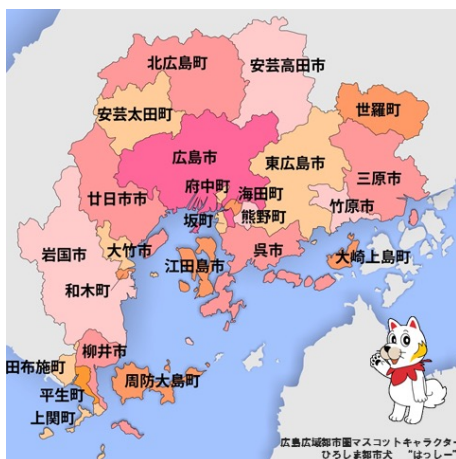 北広島町
安芸高田市
世羅町
安芸太田町
広島市
東広島市
三原市
府中町
海田町
廿日市市
坂町
熊野町
竹原市
岩国市
大竹市
江田島市
呉市
大崎上島町
和木町
柳井市
田布施町
周防大島町
平生町
上関町
広島広域都市圏マスコットキャラクター
ひろしま都市犬 “はっしー”